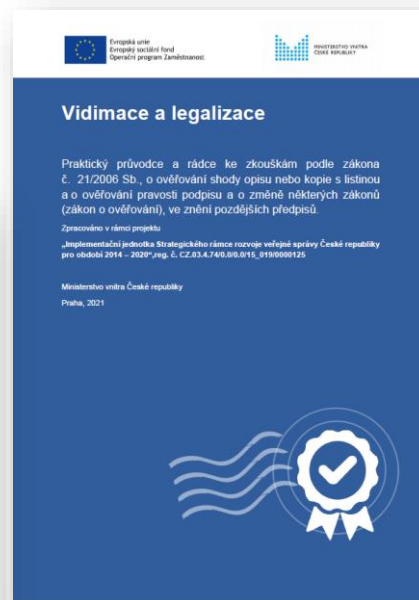 Evropská unie
Evropský sociální fond
Operační program Zaměstnanost
MINISTERSTVO VNITRA
ČESKÉ REPUBLIKY
Vidimace a legalizace
Praktický průvodce a rádce ke zkouškám podle zákona
č. 21/2006 Sb., o ověřování shody opisu nebo kopie s listinou
a o ověřování pravosti podpisu a o změně některých zákonů
(zákon o ověřování), ve znění pozdějších předpisů.
Zpracováno v rámci projektu
„Implementační jednotka Strategického rámce rozvoje veřejné správy České republiky
pro období 2014 – 2020“,reg. č. CZ.03.4.74/0.0/0.0/15_019/0000125
Ministerstvo vnitra České republiky
Praha, 2021